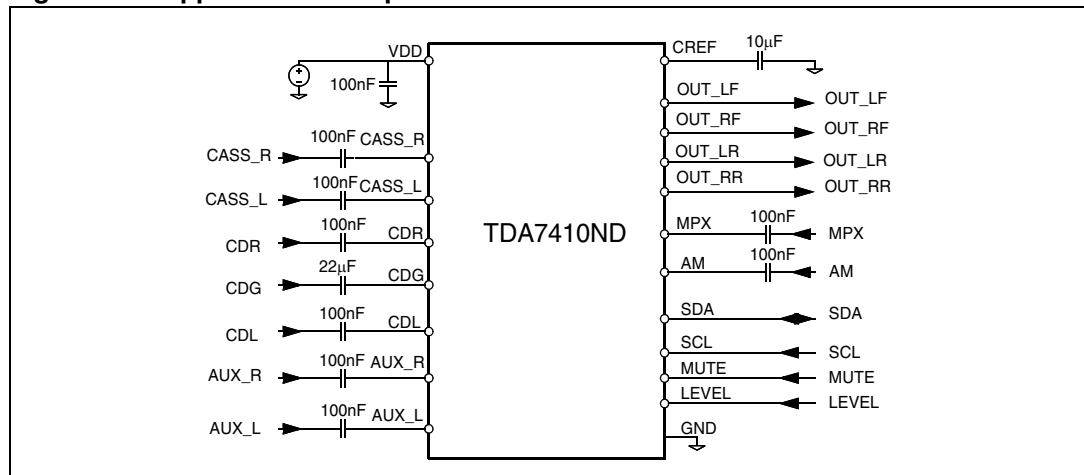 VDD
100nF
CASS_R
100nF
CASS_R
CASS_L
100nF
CASS_L
CDR
100nF
CDR
CDG
22µF
CDG
CDL
100nF
CDL
AUX_R
100nF
AUX_R
AUX_L
100nF
AUX_L
TDA7410ND
CREF
10µF
OUT_LF
OUT_LF
OUT_RF
OUT_RF
OUT_LR
OUT_LR
OUT_RR
OUT_RR
MPX
100nF
MPX
AM
100nF
AM
SDA
SDA
SCL
SCL
MUTE
MUTE
LEVEL
LEVEL
GND